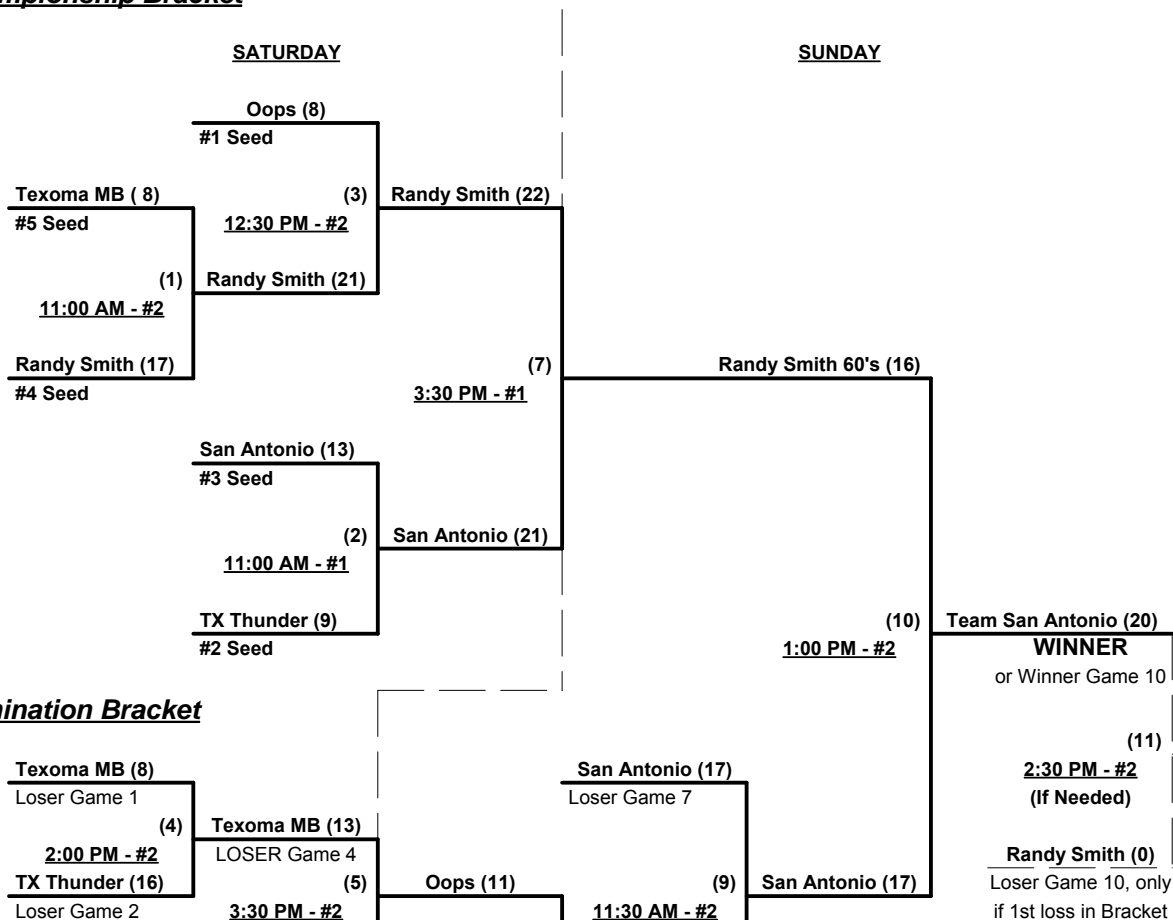 mpionship Bracket
SATURDAY
SUNDAY
Oops (8)
#1 Seed
Texoma MB ( 8)
#5 Seed
(3)
12:30 PM - #2
Randy Smith (22)
(1)
11:00 AM - #2
Randy Smith (21)
Randy Smith (17)
#4 Seed
(7)
3:30 PM - #1
Randy Smith 60's (16)
San Antonio (13)
#3 Seed
(2)
11:00 AM - #1
San Antonio (21)
TX Thunder (9)
#2 Seed
(10)
1:00 PM - #2
Team San Antonio (20)
WINNER
or Winner Game 10
ination Bracket
(11)
2:30 PM - #2
(If Needed)
Texoma MB (8)
Loser Game 1
San Antonio (17)
Loser Game 7
(4)
2:00 PM - #2
Texoma MB (13)
LOSER Game 4
Randy Smith (0)
Loser Game 10, only
if 1st loss in Bracket
TX Thunder (16)
Loser Game 2
(5)
3:30 PM - #2
Oops (11)
(9)
11:30 AM - #2
San Antonio (17)